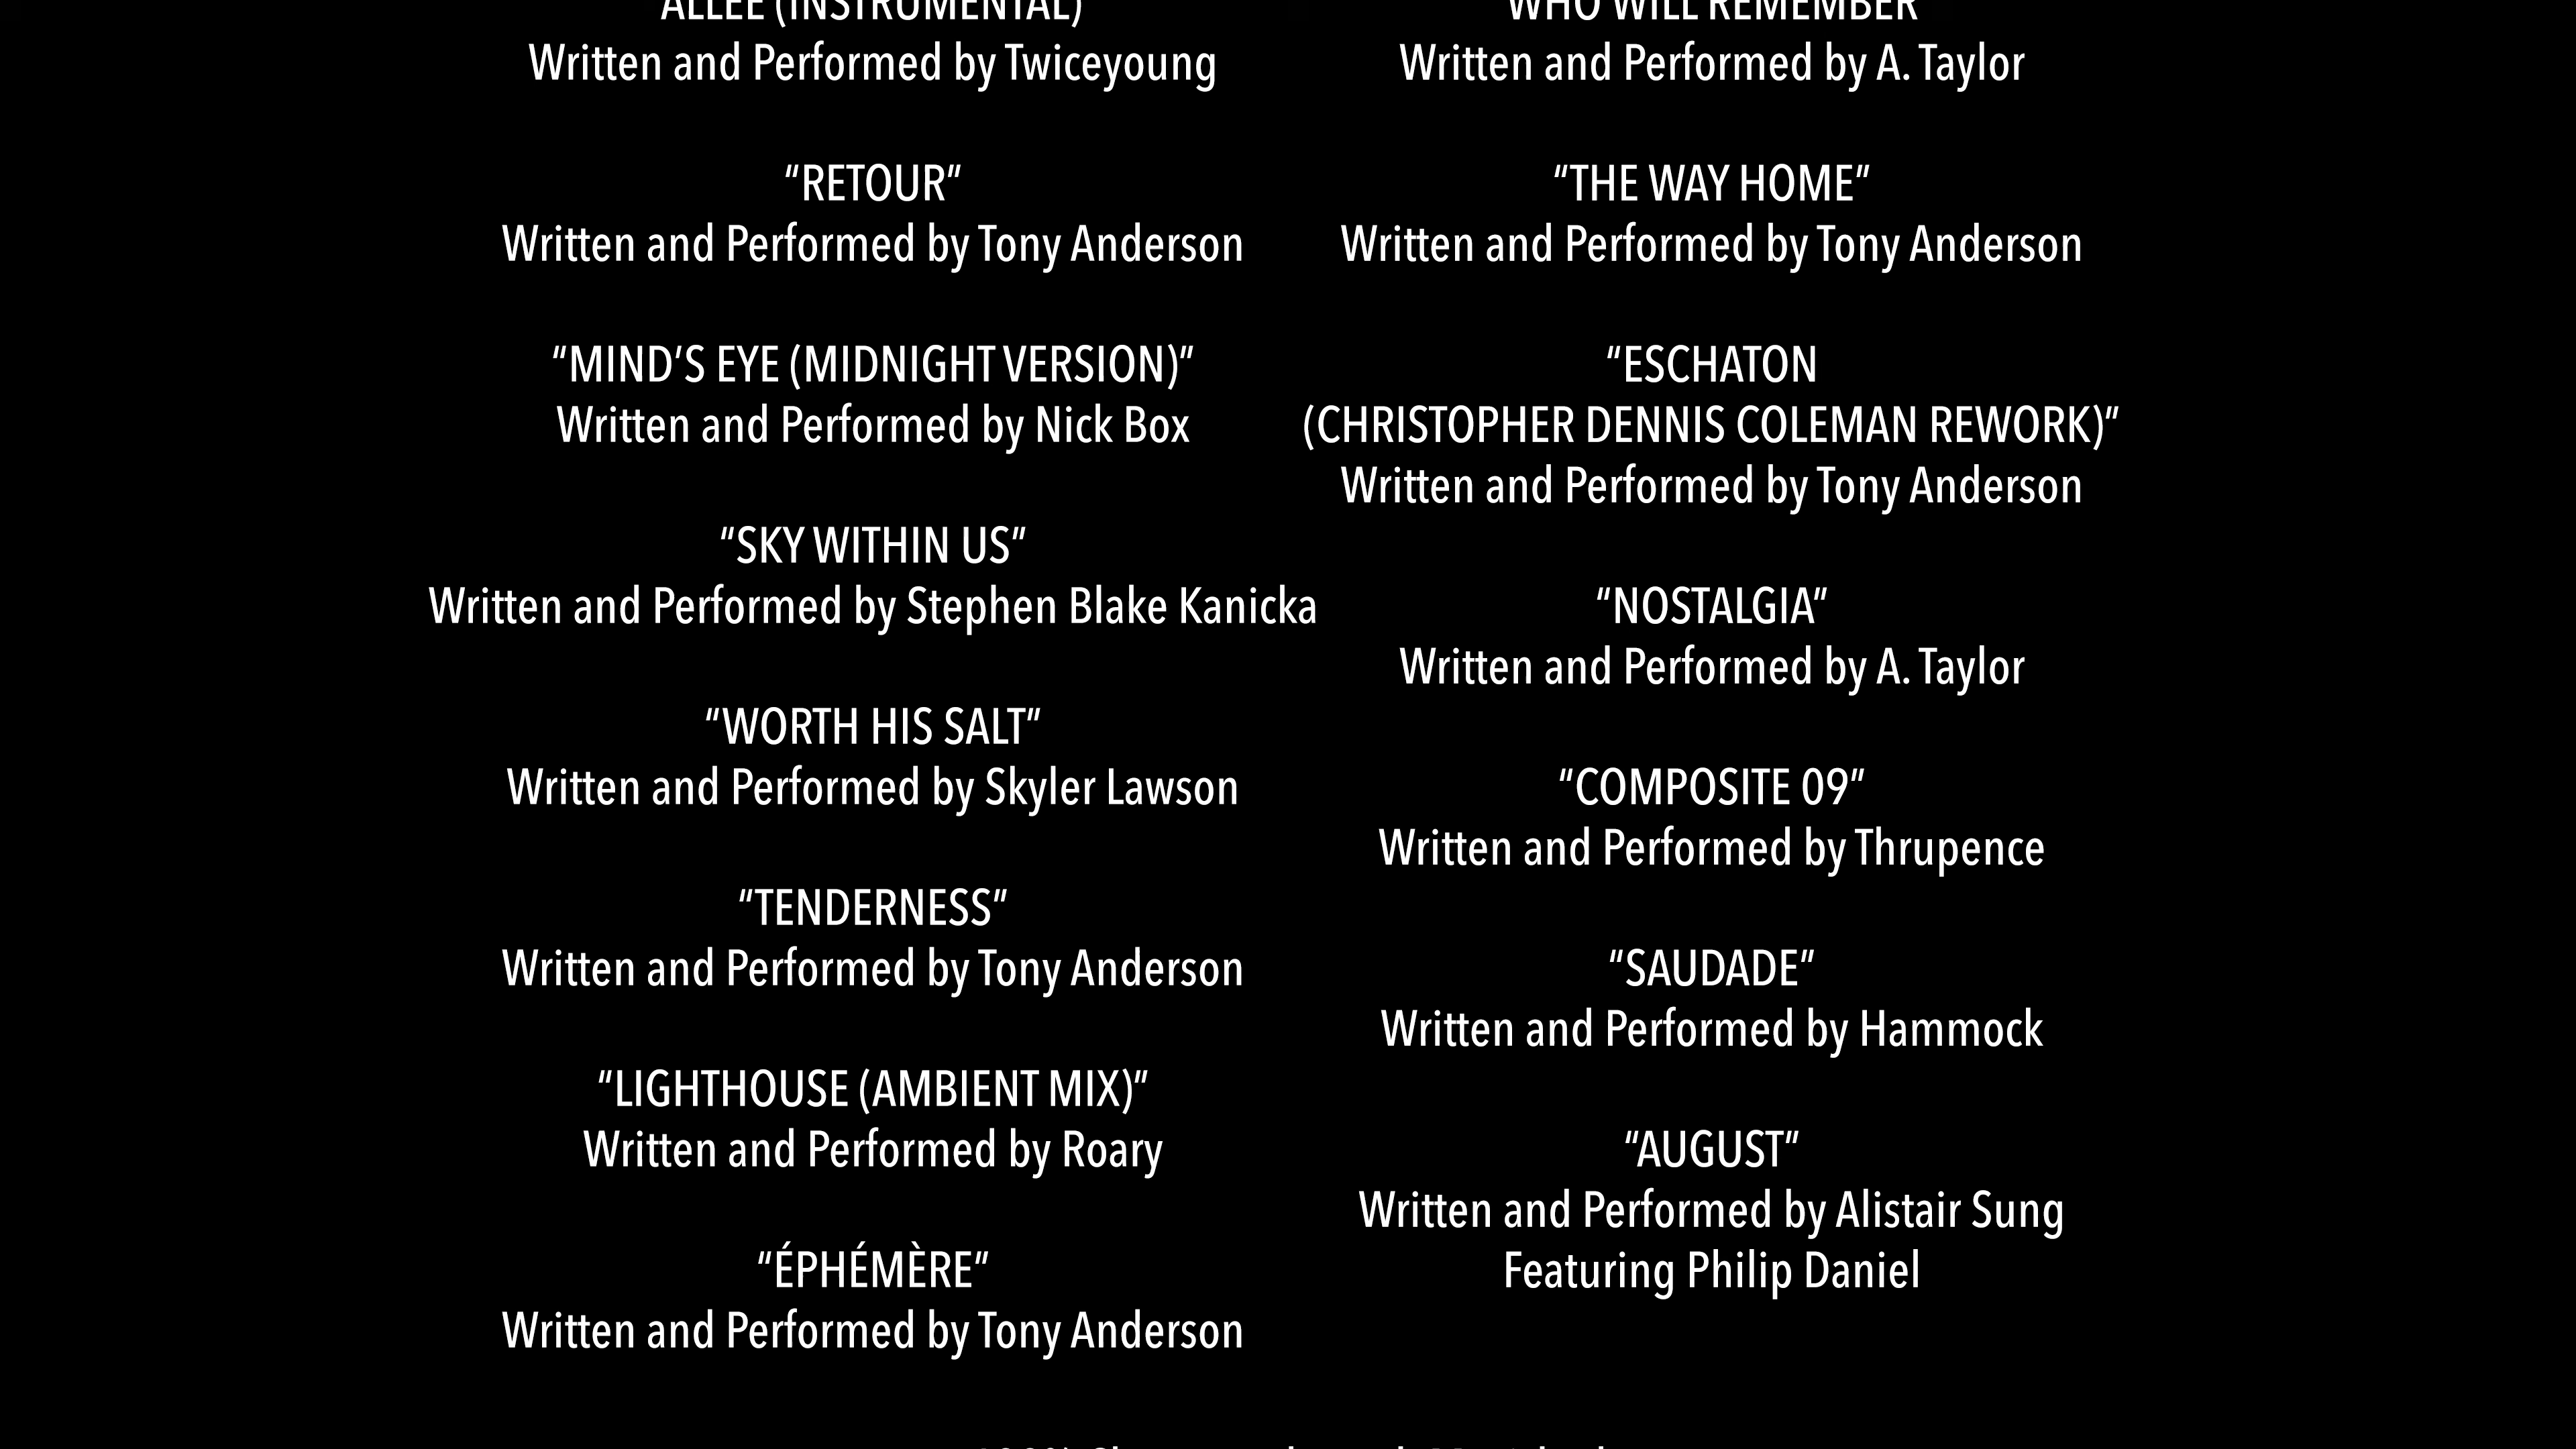 ALLEE (INSTRUMENTAL)
Written and Performed by Twiceyoung
“RETOUR”
Written and Performed by Tony Anderson
“MIND‘S EYE (MIDNIGHT VERSION)”
Written and Performed by Nick Box
“SKY WITHIN US”
Written and Performed by Stephen Blake Kanicka
“WORTH HIS SALT”
Written and Performed by Skyler Lawson
“TENDERNESS”
Written and Performed by Tony Anderson
“LIGHTHOUSE (AMBIENT MIX)”
Written and Performed by Roary
“ÉPHÉMÈRE”
Written and Performed by Tony Anderson
WHO WILL REMEMBER
Written and Performed by A. Taylor
“THE WAY HOME”
Written and Performed by Tony Anderson
“ESCHATON
(CHRISTOPHER DENNIS COLEMAN REWORK)”
Written and Performed by Tony Anderson
“NOSTALGIA”
Written and Performed by A. Taylor
“COMPOSITE 09”
Written and Performed by Thrupence
“SAUDADE”
Written and Performed by Hammock
“AUGUST”
Written and Performed by Alistair Sung
Featuring Philip Daniel